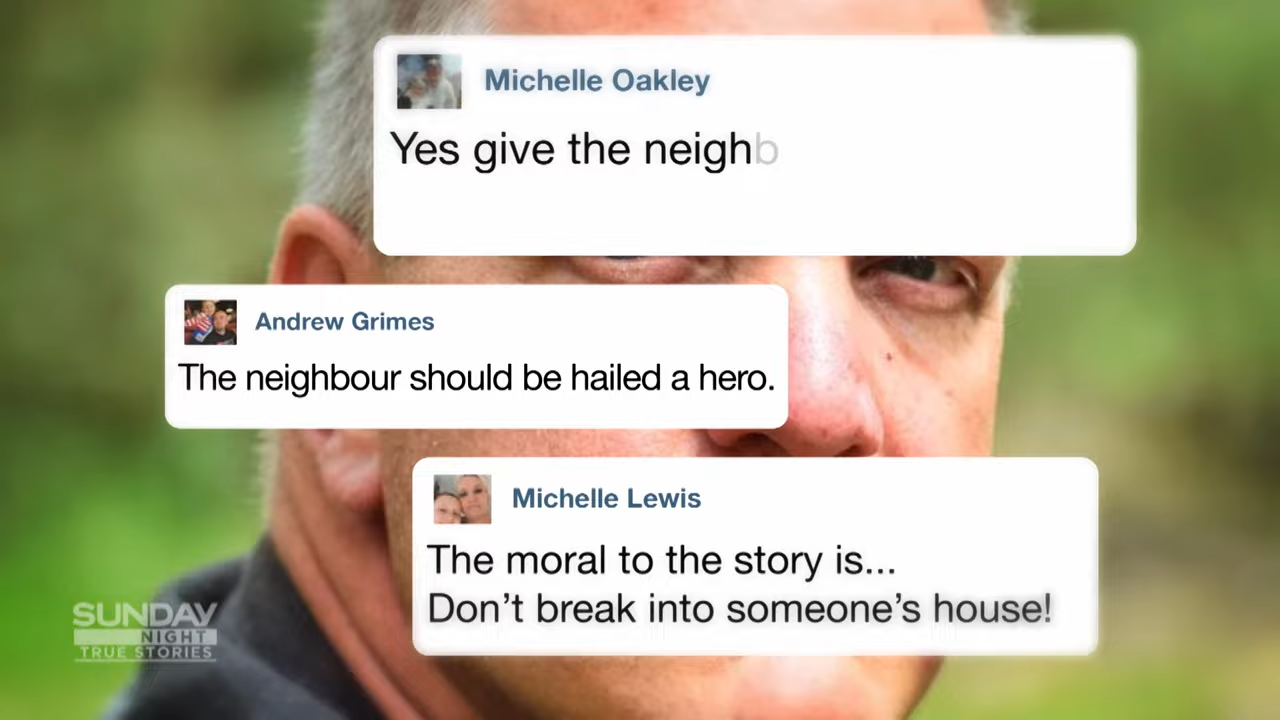 Michelle Oakley
Yes give the neighb
Andrew Grimes
The neighbour should be hailed a hero.
Michelle Lewis
The moral to the story is...
Don't break into someone's house!
SUNDAY
NIGHT
TRUE STORIES